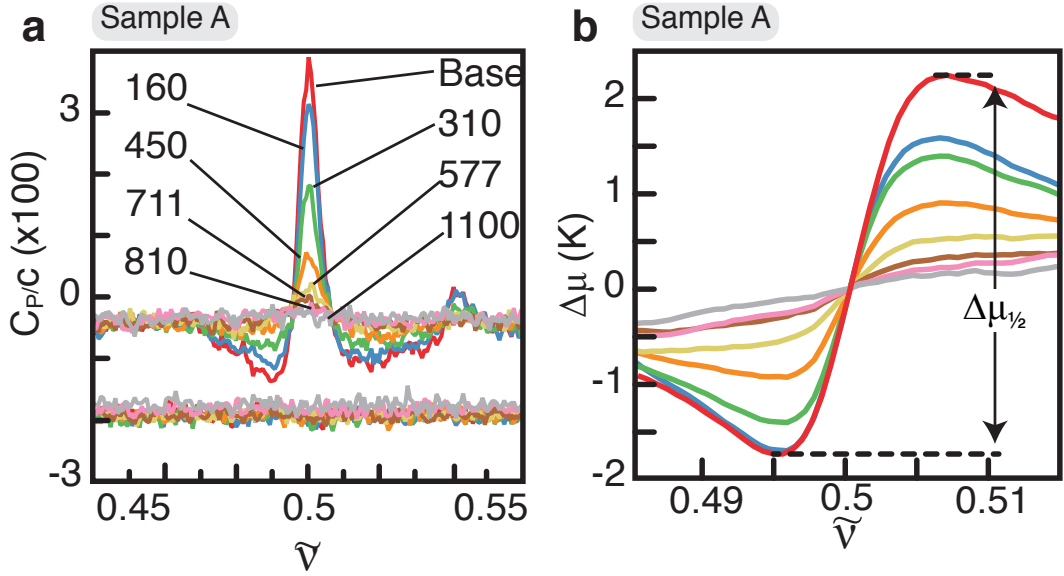 a Sample A
C_P/c (x100)
3
0
-3
160
450
711
810
Base
310
577
1100
0.45
0.5
0.55
ṽ
b Sample A
Δμ (K)
2
1
0
-1
-2
Δμ½
0.49
0.5
0.51
ṽ